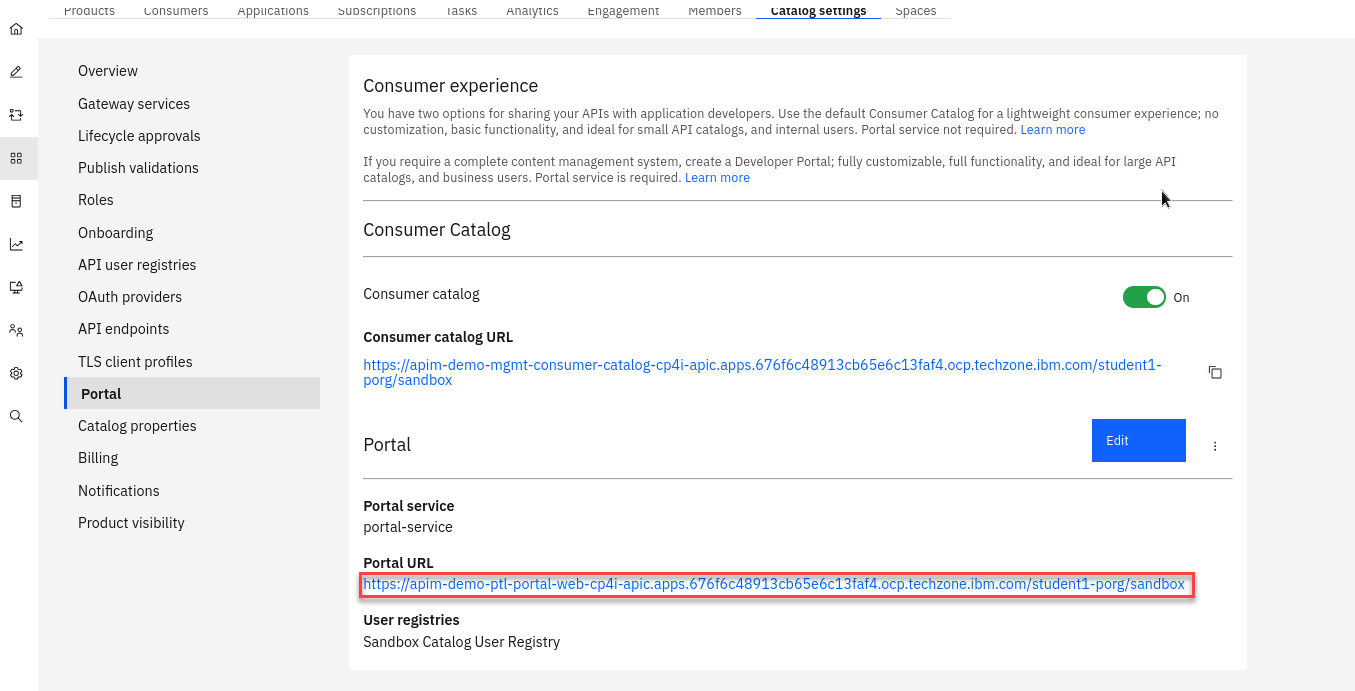 Products Consumers Applications Subscriptions Tasks Analytics Engagement Members Catalog settings Spaces
Overview
Gateway services
Lifecycle approvals
Publish validations
Roles
Onboarding
API user registries
OAuth providers
API endpoints
TLS client profiles
Portal
Catalog properties
Billing
Notifications
Product visibility
Consumer experience
You have two options for sharing your APIs with application developers. Use the default Consumer Catalog for a lightweight consumer experience; no
customization, basic functionality, and ideal for small API catalogs, and internal users. Portal service not required. Learn more
If you require a complete content management system, create a Developer Portal; fully customizable, full functionality, and ideal for large API
catalogs, and business users. Portal service is required. Learn more
Consumer Catalog
Consumer catalog
On
Consumer catalog URL
https://apim-demo-mgmt-consumer-catalog-cp4i-apic.apps.676f6c48913cb65e6c13faf4.ocp.techzone.ibm.com/student1-
porg/sandbox
Portal
Edit
Portal service
portal-service
Portal URL
https://apim-demo-ptl-portal-web-cp4i-apic.apps.676f6c48913cb65e6c13faf4.ocp.techzone.ibm.com/student1-porg/sandbox
User registries
Sandbox Catalog User Registry